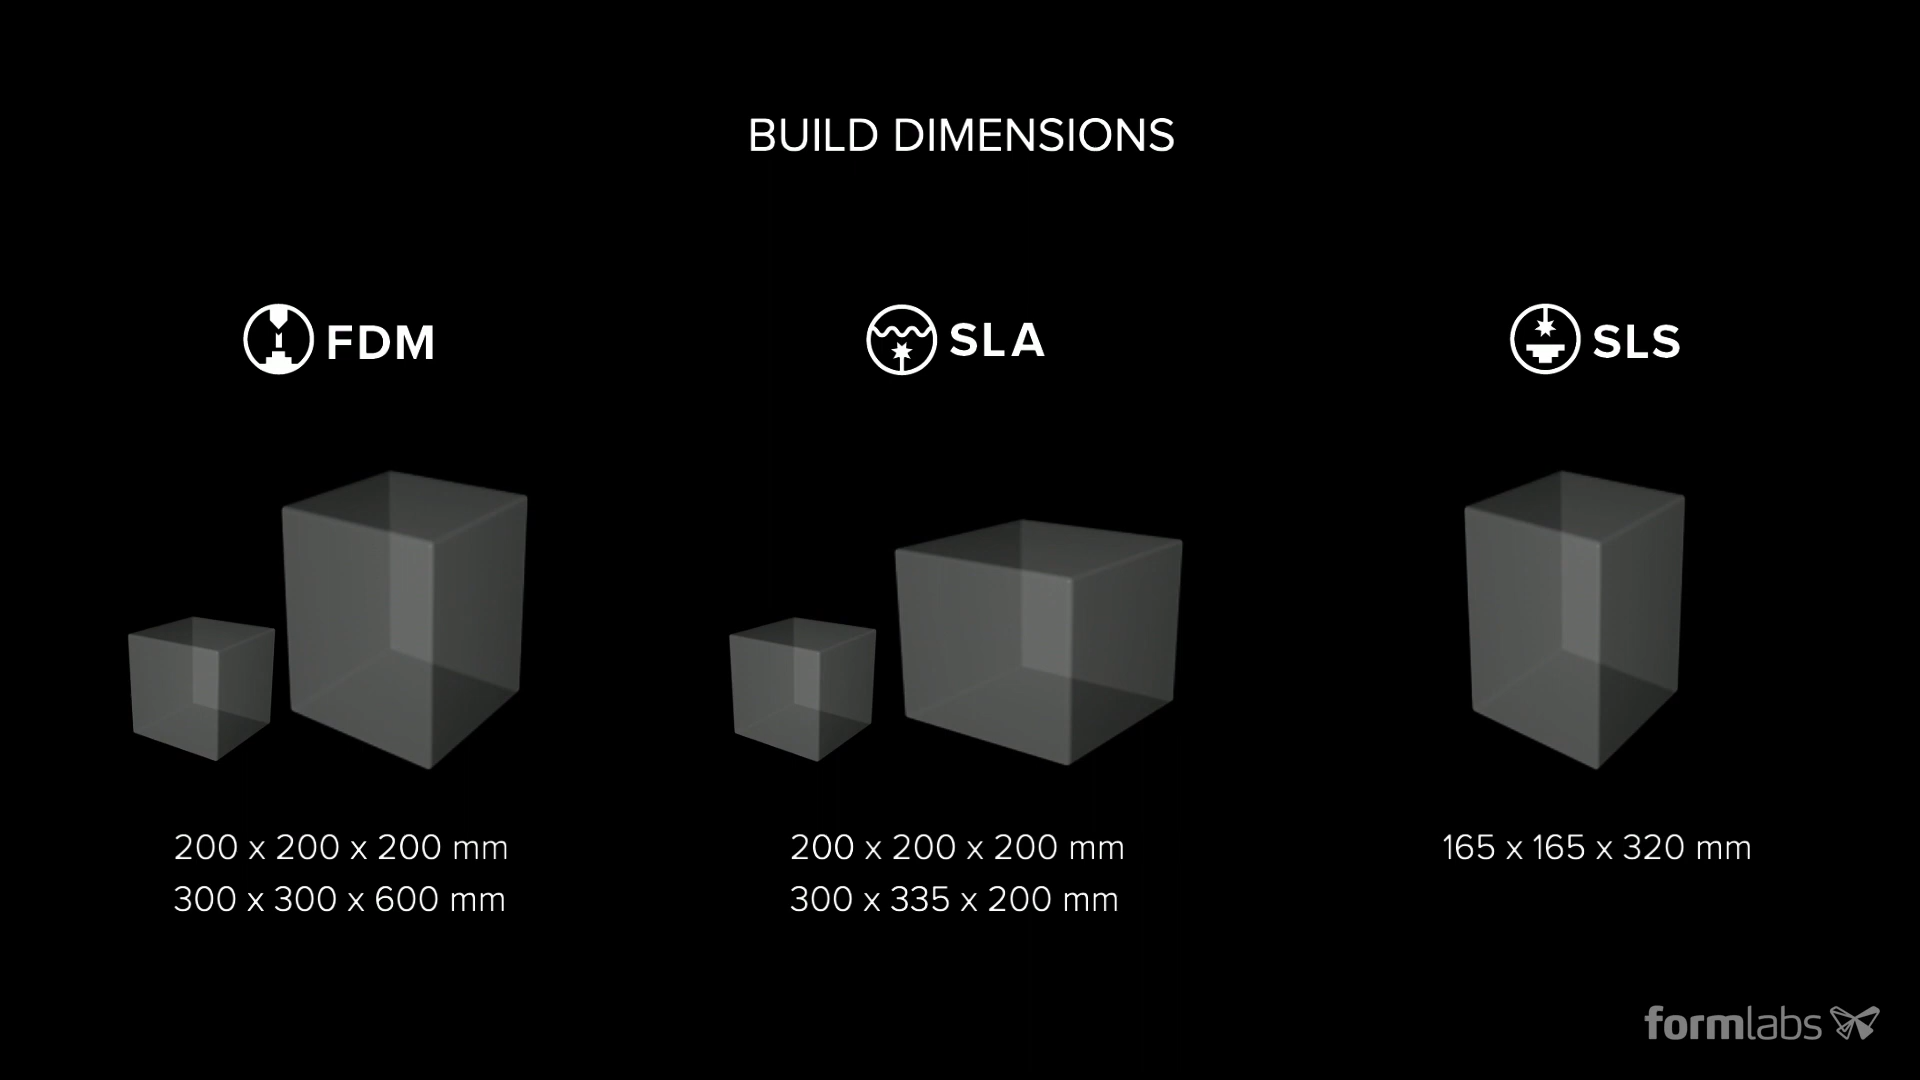 BUILD DIMENSIONS
FDM
SLA
SLS
200 x 200 x 200 mm
300 x 300 x 600 mm
200 x 200 x 200 mm
300 x 335 x 200 mm
165 x 165 x 320 mm
formlabs